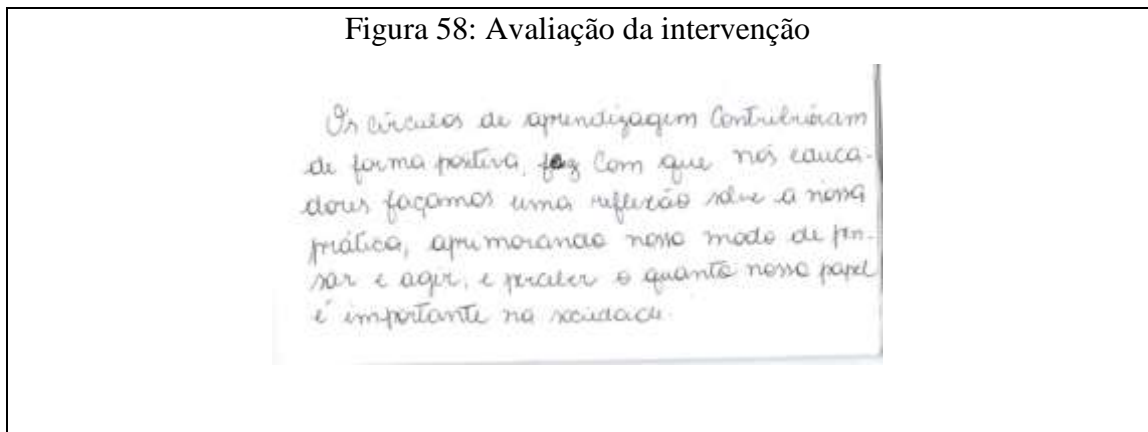 Figura 58: Avaliação da intervenção
Os círculos de aprendizagem Contribuíram
de forma positiva, faz Com que nós educa-
dores façamos uma reflexão sobre a nossa
prática, aprimorando nosso modo de pen-
sar e agir, e perceber o quanto nosso papel
é importante na sociedade.